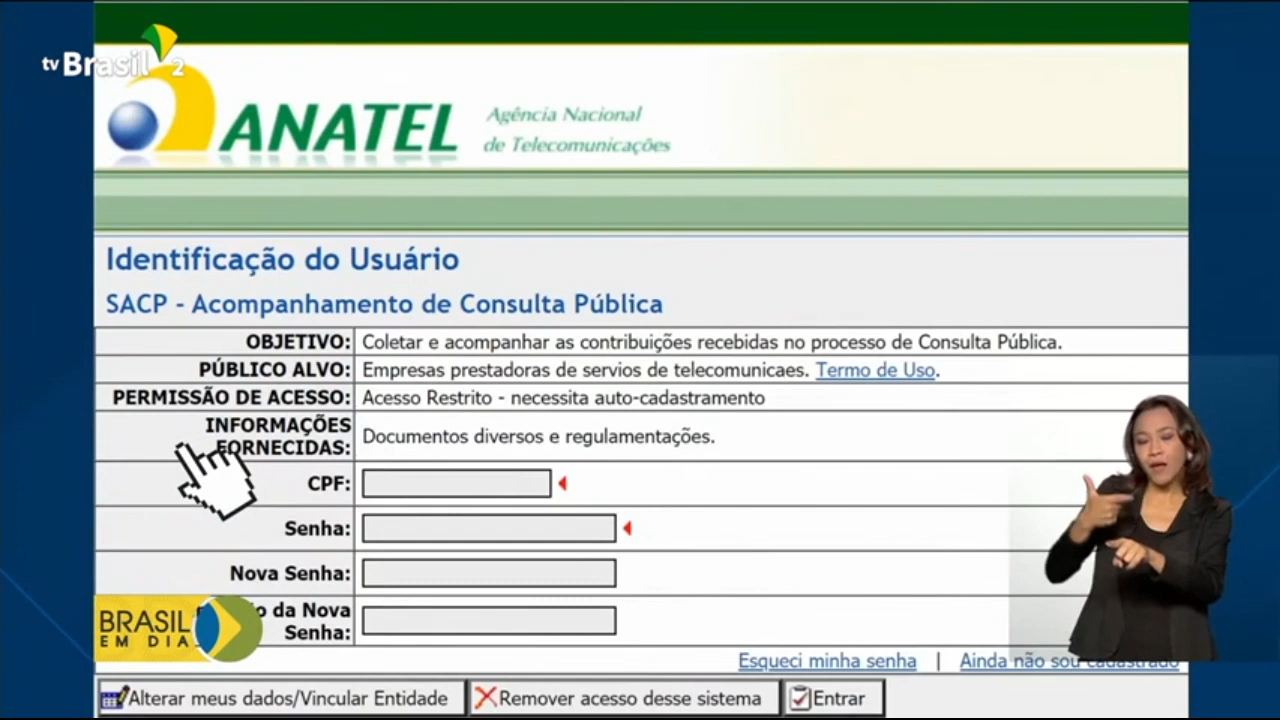 tv Brasil 2
ANATEL
Agência Nacional
de Telecomunicações
Identificação do Usuário
SACP - Acompanhamento de Consulta Pública
OBJETIVO: Coletar e acompanhar as contribuições recebidas no processo de Consulta Pública.
PÚBLICO ALVO: Empresas prestadoras de servios de telecomunicaes. Termo de Uso.
PERMISSÃO DE ACESSO: Acesso Restrito - necessita auto-cadastramento
INFORMAÇÕES
FORNECIDAS: Documentos diversos e regulamentações.
CPF:
Senha:
Nova Senha:
da Nova
Senha:
BRASIL
EM DIA
Esqueci minha senha | Ainda não sou cadastrado
Alterar meus dados/Vincular Entidade Remover acesso desse sistema Entrar